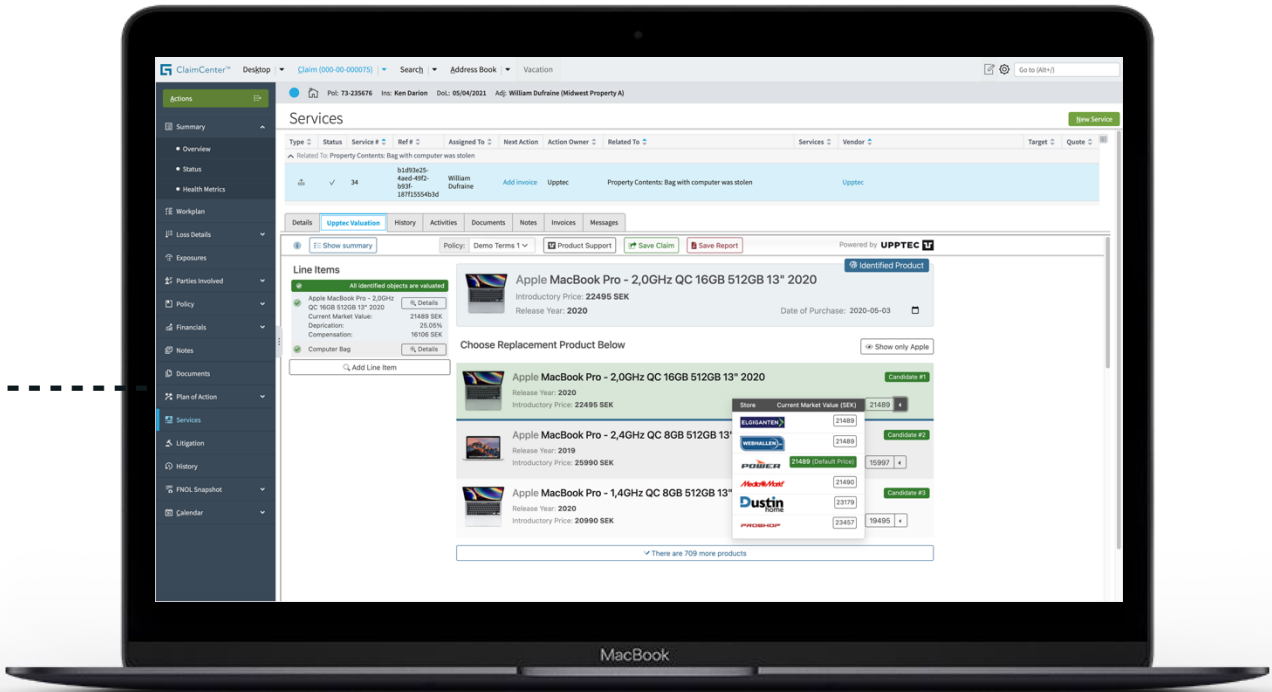 ClaimCenter™ Desktop Claim (000-00-000075) Search Address Book Vacation Go to (Alt+/)
Actions
Pol: 73-235676 Ins: Ken Darion DoL: 05/04/2021 Adj: William Dufraine (Midwest Property A)
Summary
Overview
Status
Health Metrics
Workplan
Loss Details
Exposures
Parties Involved
Policy
Financials
Notes
Documents
Plan of Action
Services
Litigation
History
FNOL Snapshot
Calendar
Services
New Service
Type Status Service # Ref # Assigned To Next Action Action Owner Related To Services Vendor Target Quote
Related To: Property Contents: Bag with computer was stolen
34 b1d93e25-4aed-49f2-b93f-187f15554b3d William Dufraine Add invoice Upptec Property Contents: Bag with computer was stolen Upptec
Details Upptec Valuation History Activities Documents Notes Invoices Messages
Show summary Policy: Demo Terms 1 Product Support Save Claim Save Report Powered by UPPTEC
Line Items
All identified objects are valuated
Apple MacBook Pro - 2,0GHz
QC 16GB 512GB 13" 2020
Details
Current Market Value: 21489 SEK
Deprication: 25.05%
Compensation: 16106 SEK
Computer Bag Details
Add Line Item
Identified Product
Apple MacBook Pro - 2,0GHz QC 16GB 512GB 13" 2020
Introductory Price: 22495 SEK
Release Year: 2020 Date of Purchase: 2020-05-03
Choose Replacement Product Below Show only Apple
Apple MacBook Pro - 2,0GHz QC 16GB 512GB 13" 2020 Candidate #1
Release Year: 2020
Introductory Price: 22495 SEK 21489
Apple MacBook Pro - 2,4GHz QC 8GB 512GB 13" Candidate #2
Release Year: 2019
Introductory Price: 25990 SEK 15997
Apple MacBook Pro - 1,4GHz QC 8GB 512GB 13" Candidate #3
Release Year: 2020
Introductory Price: 20990 SEK 19495
Store Current Market Value (SEK)
ELGIGANTEN 21489
WEBHALLEN 21489
POWER 21489 (Default Price)
MediaMarkt 21490
Dustin home 23179
PROSHOP 23457
There are 709 more products
MacBook